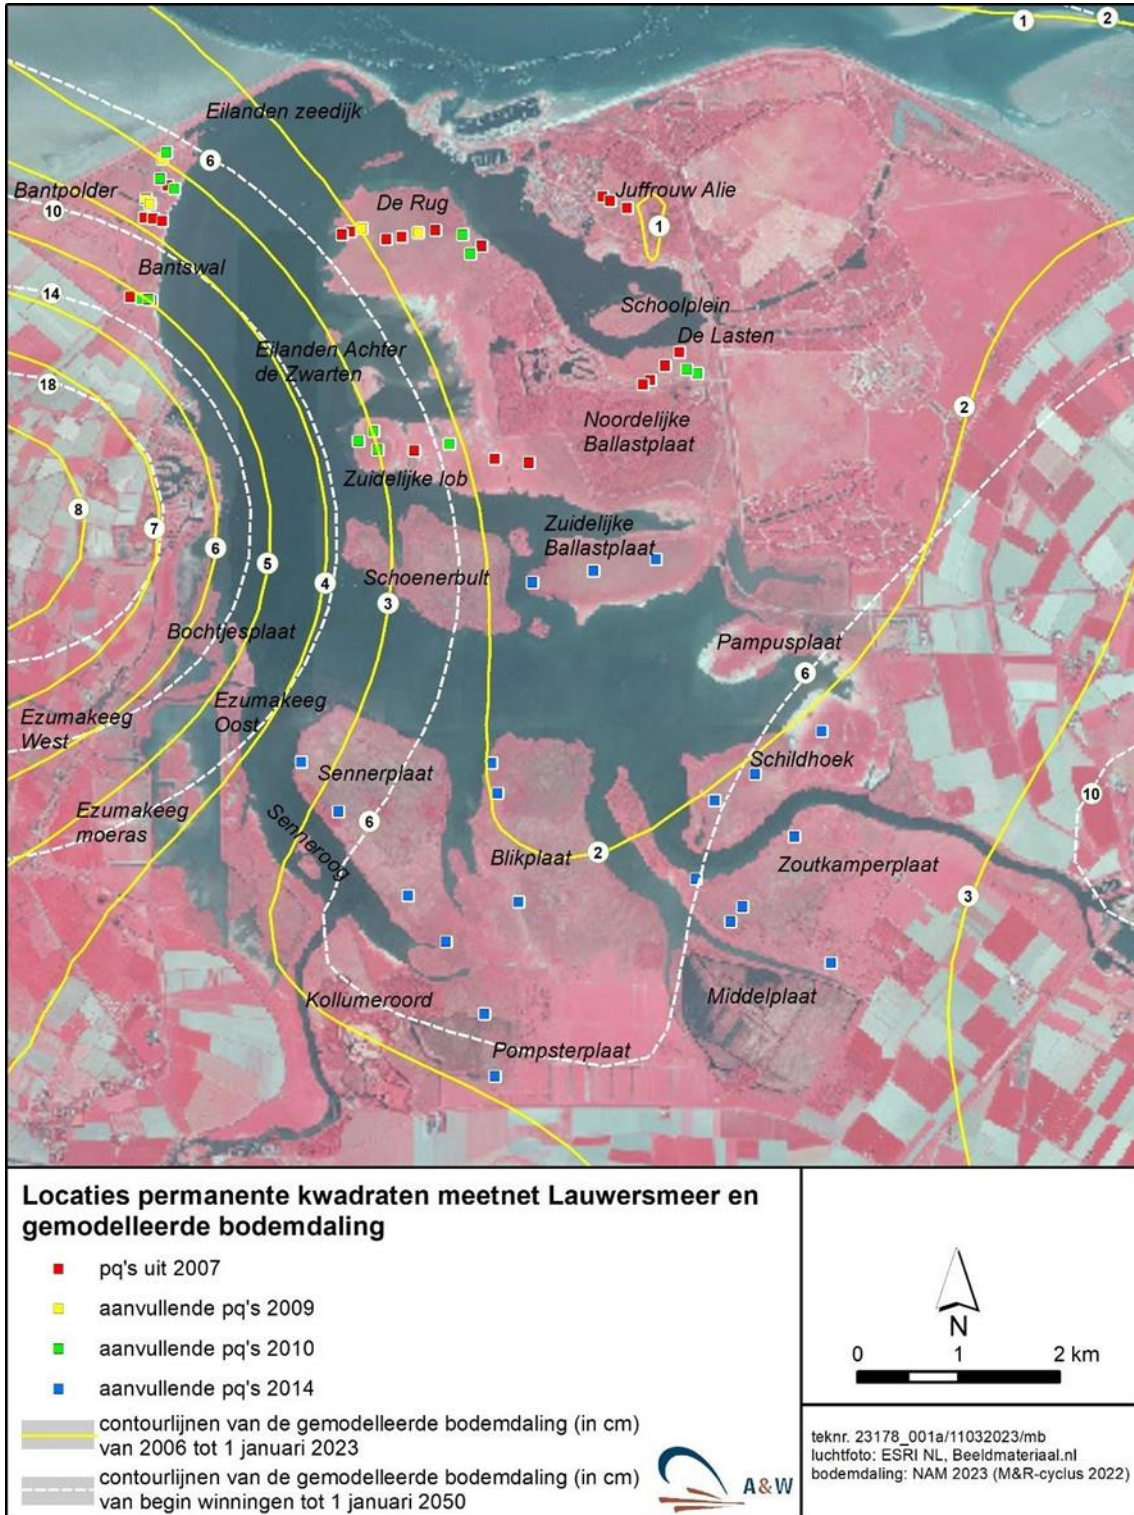 1
2
Eilanden zeedijk
6
Bantpolder
Juffrouw Alie
10
De Rug
1
Bantswal
14
Schoolplein
De Lasten
Eilanden Achter
de Zwarten
18
2
Noordelijke
Ballastplaat
Zuidelijke lob
8
7
6
5
Zuidelijke
Ballastplaat
4
Schoenerbult
3
Bochtjesplaat
Pampusplaat
6
Ezumakeeg
Oost
Ezumakeeg
West
Schildhoek
Sennerplaat
10
6
Ezumakeeg
moeras
Senneroog
Blikplaat
2
Zoutkamperplaat
3
Kollumeroord
Middelplaat
Pompsterplaat
Locaties permanente kwadraten meetnet Lauwersmeer en
gemodelleerde bodemdaling
pq's uit 2007
aanvullende pq's 2009
aanvullende pq's 2010
aanvullende pq's 2014
contourlijnen van de gemodelleerde bodemdaling (in cm)
van 2006 tot 1 januari 2023
contourlijnen van de gemodelleerde bodemdaling (in cm)
van begin winningen tot 1 januari 2050
A&W
N
0 1 2 km
teknr. 23178_001a/11032023/mb
luchtfoto: ESRI NL, Beeldmateriaal.nl
bodemdaling: NAM 2023 (M&R-cyclus 2022)